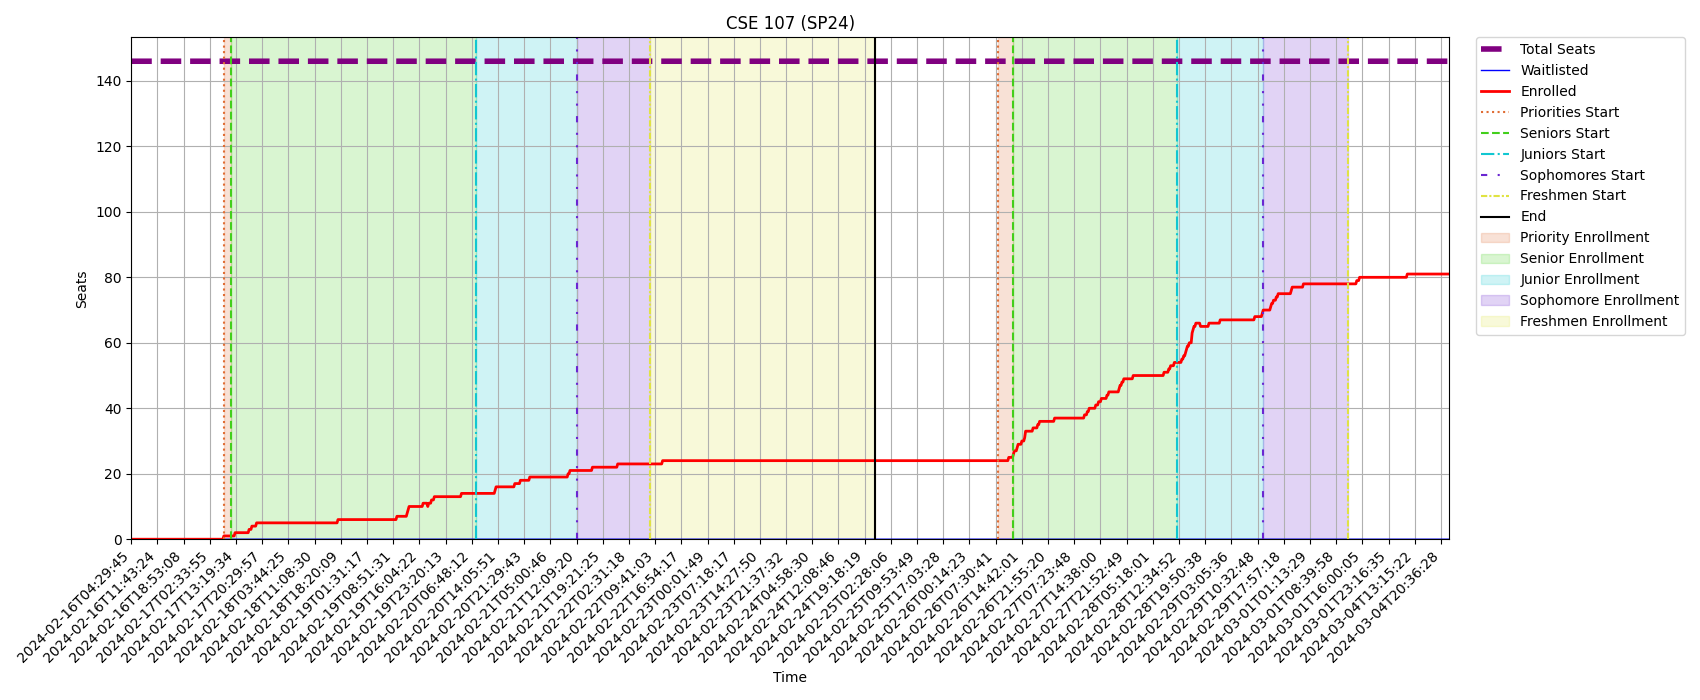 CSE 107 (SP24)
Seats
140
120
100
80
60
40
20
0
2024-02-16T04:29:45
2024-02-16T11:43:24
2024-02-16T18:53:08
2024-02-17T02:33:55
2024-02-17T13:19:34
2024-02-17T20:29:57
2024-02-18T03:44:25
2024-02-18T11:08:30
2024-02-18T18:20:09
2024-02-19T01:31:17
2024-02-19T08:51:31
2024-02-19T16:04:22
2024-02-19T23:20:13
2024-02-20T06:48:12
2024-02-20T14:05:51
2024-02-20T21:29:43
2024-02-21T05:00:46
2024-02-21T12:09:20
2024-02-21T19:21:25
2024-02-22T02:31:18
2024-02-22T09:41:03
2024-02-22T16:54:17
2024-02-23T00:01:49
2024-02-23T07:18:17
2024-02-23T14:27:50
2024-02-23T21:37:32
2024-02-24T04:58:30
2024-02-24T12:08:46
2024-02-24T19:18:19
2024-02-25T02:28:06
2024-02-25T09:53:49
2024-02-25T17:03:28
2024-02-26T00:14:23
2024-02-26T07:30:41
2024-02-26T14:42:01
2024-02-26T21:55:20
2024-02-27T07:23:48
2024-02-27T14:38:00
2024-02-27T21:52:49
2024-02-28T05:18:01
2024-02-28T12:34:52
2024-02-28T19:50:38
2024-02-29T03:05:36
2024-02-29T10:32:48
2024-02-29T17:57:18
2024-03-01T01:13:29
2024-03-01T08:39:58
2024-03-01T16:00:05
2024-03-01T23:16:35
2024-03-04T13:15:22
2024-03-04T20:36:28
Time
Total Seats
Waitlisted
Enrolled
Priorities Start
Seniors Start
Juniors Start
Sophomores Start
Freshmen Start
End
Priority Enrollment
Senior Enrollment
Junior Enrollment
Sophomore Enrollment
Freshmen Enrollment